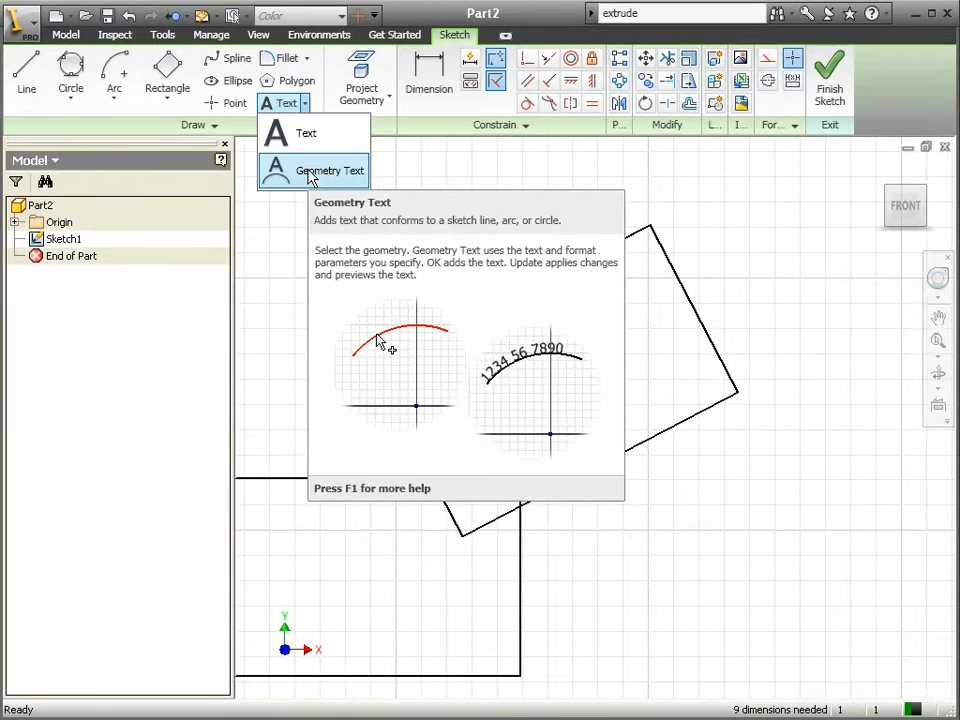 Color
Part2
extrude
PRO
Model Inspect Tools Manage View Environments Get Started Sketch
Line
Circle
Arc
Rectangle
Spline
Ellipse
Point
Fillet
Polygon
Text
Project
Geometry
Dimension
Finish
Sketch
Draw
Constrain
P...
Modify
L...
I...
For...
Exit
Text
Geometry Text
Model
Part2
Origin
Sketch1
End of Part
Geometry Text
Adds text that conforms to a sketch line, arc, or circle.
Select the geometry. Geometry Text uses the text and format
parameters you specify. OK adds the text. Update applies changes
and previews the text.
1234 56 7890
Press F1 for more help
FRONT
Y
X
Ready
9 dimensions needed 1 1